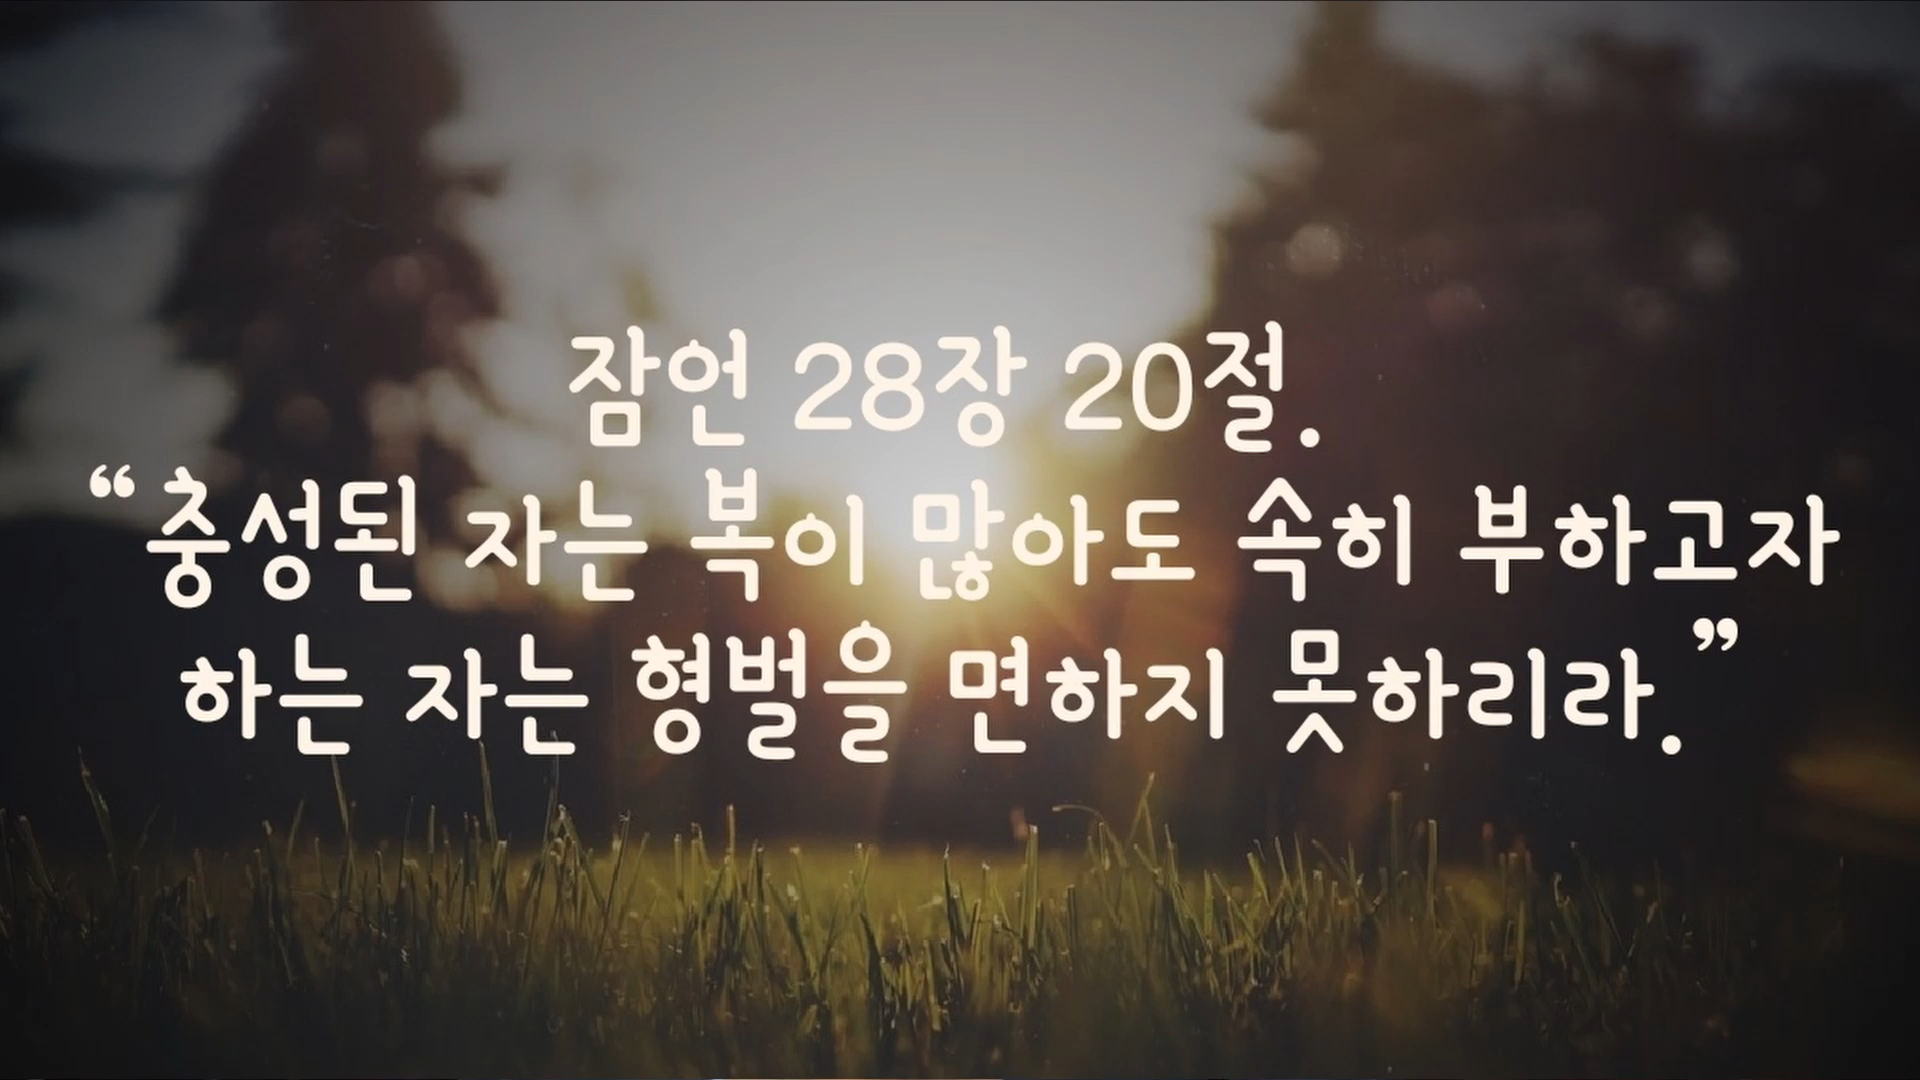 잠언 28장 20절.
“충성된 자는 복이 많아도 속히 부하고자
하는 자는 형벌을 면하지 못하리라.”